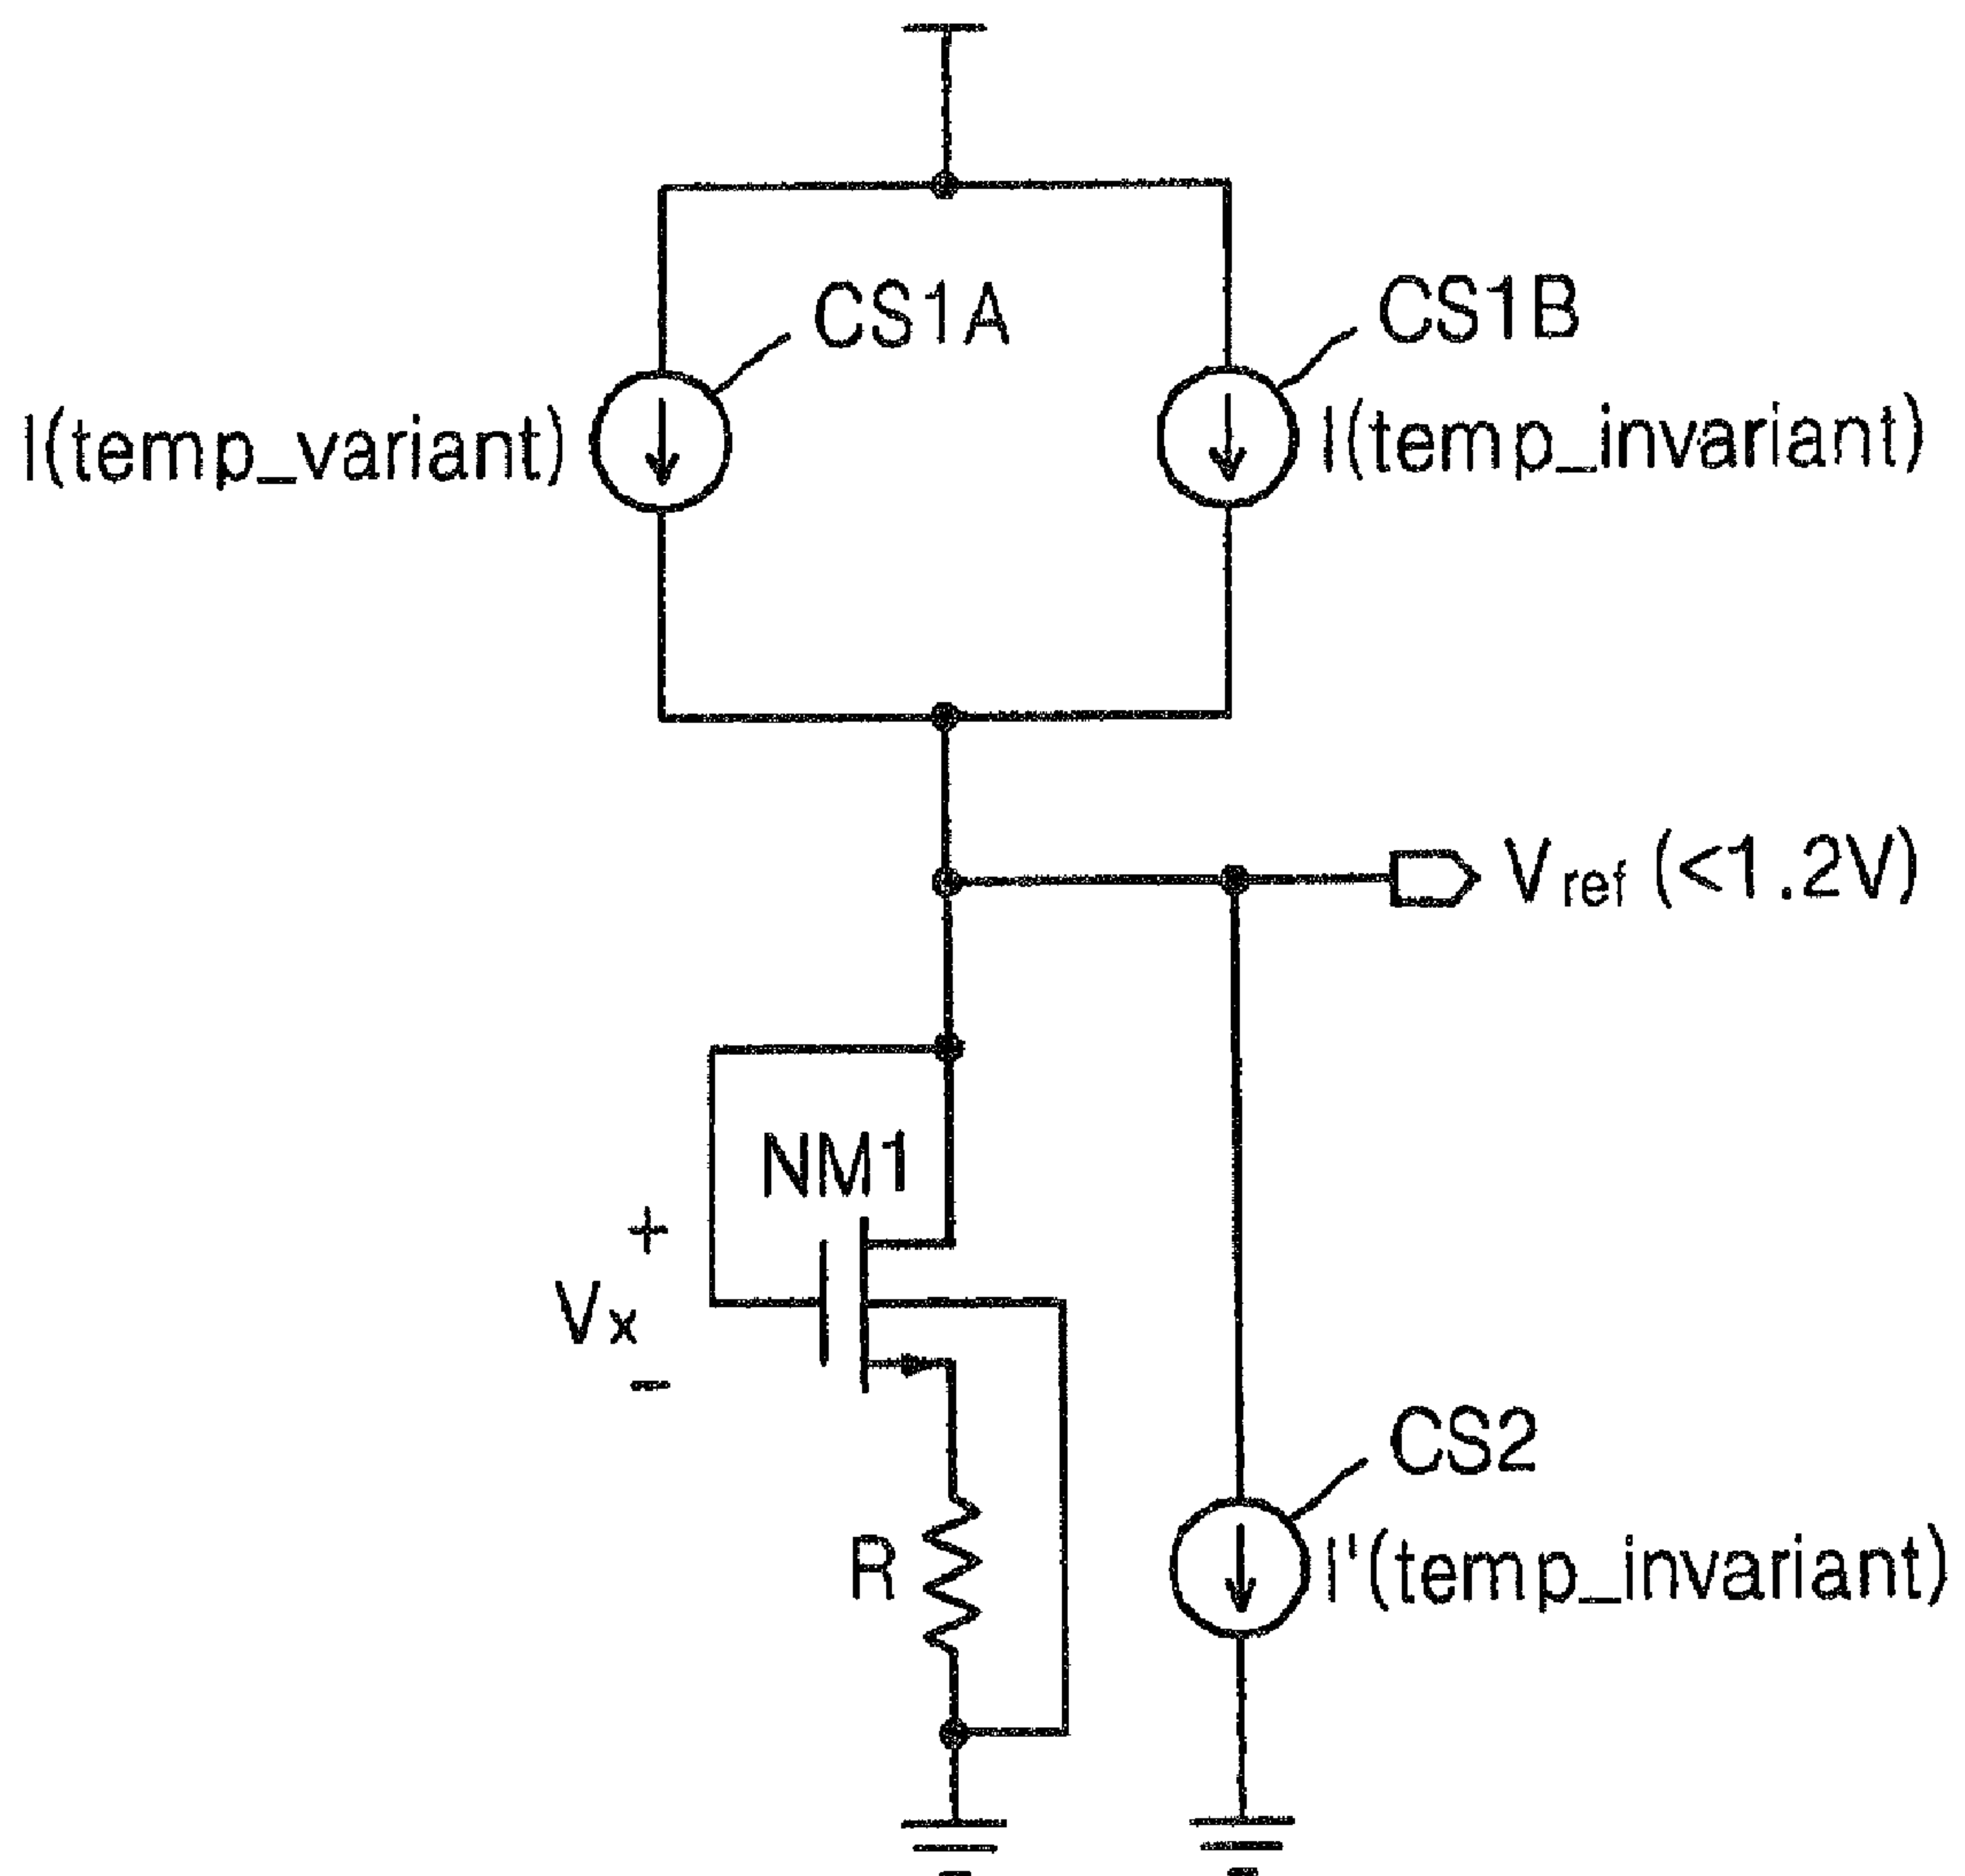 CS1A
CS1B
I(temp_variant)
I(temp_invariant)
Vref (<1.2V)
NM1
+
Vx
-
CS2
R
I'(temp_invariant)